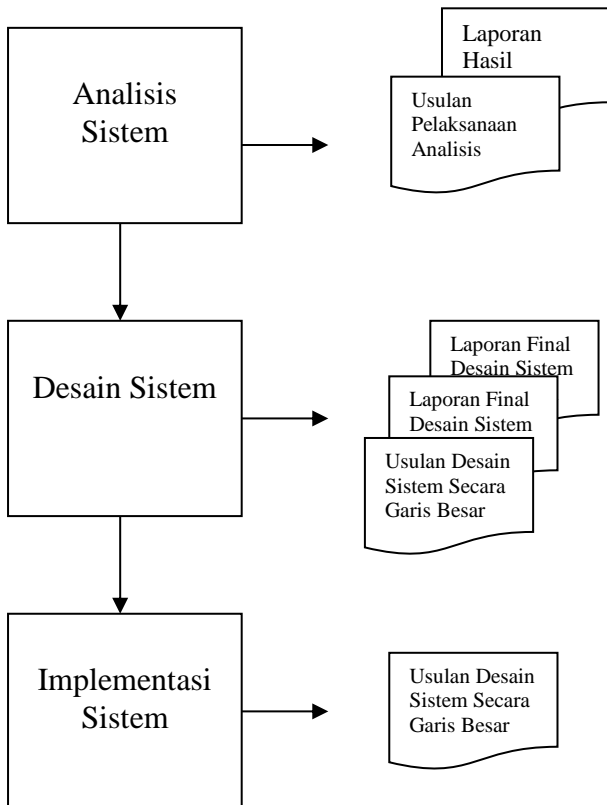 Analisis
Sistem
Laporan
Hasil
Usulan
Pelaksanaan
Analisis
Desain Sistem
Laporan Final
Desain Sistem
Laporan Final
Desain Sistem
Usulan Desain
Sistem Secara
Garis Besar
Implementasi
Sistem
Usulan Desain
Sistem Secara
Garis Besar